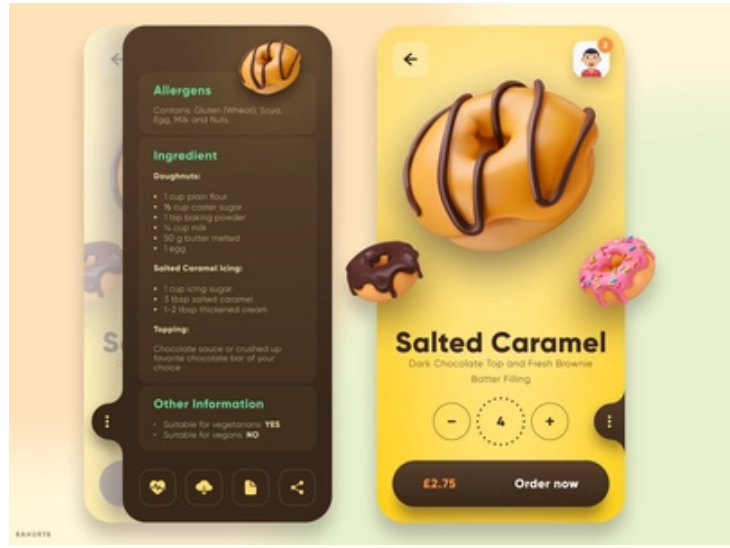 Allergens
Contains: Gluten (Wheat), Soya,
Egg, Milk and Nuts.
Ingredient
Doughnuts:
• 1 cup plain flour
• ¾ cup caster sugar
• 1 tsp baking powder
• ¼ cup milk
• 50 g butter melted
• 1 egg
Salted Caramel Icing:
• 1 cup icing sugar
• 3 tbsp salted caramel
• 1-2 tbsp thickened cream
Topping:
Chocolate sauce or crushed up
favorite chocolate bar of your
choice
Other Information
• Suitable for vegetarians: YES
• Suitable for vegans: NO
2
Salted Caramel
Dark Chocolate Top and Fresh Brownie
Batter Filling
− 4 +
£2.75 Order now